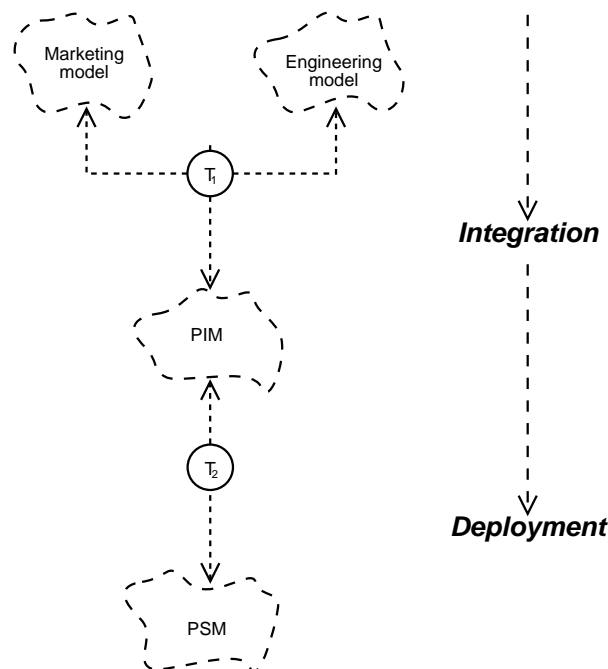 Marketing
model
Engineering
model
T1
Integration
PIM
T2
Deployment
PSM